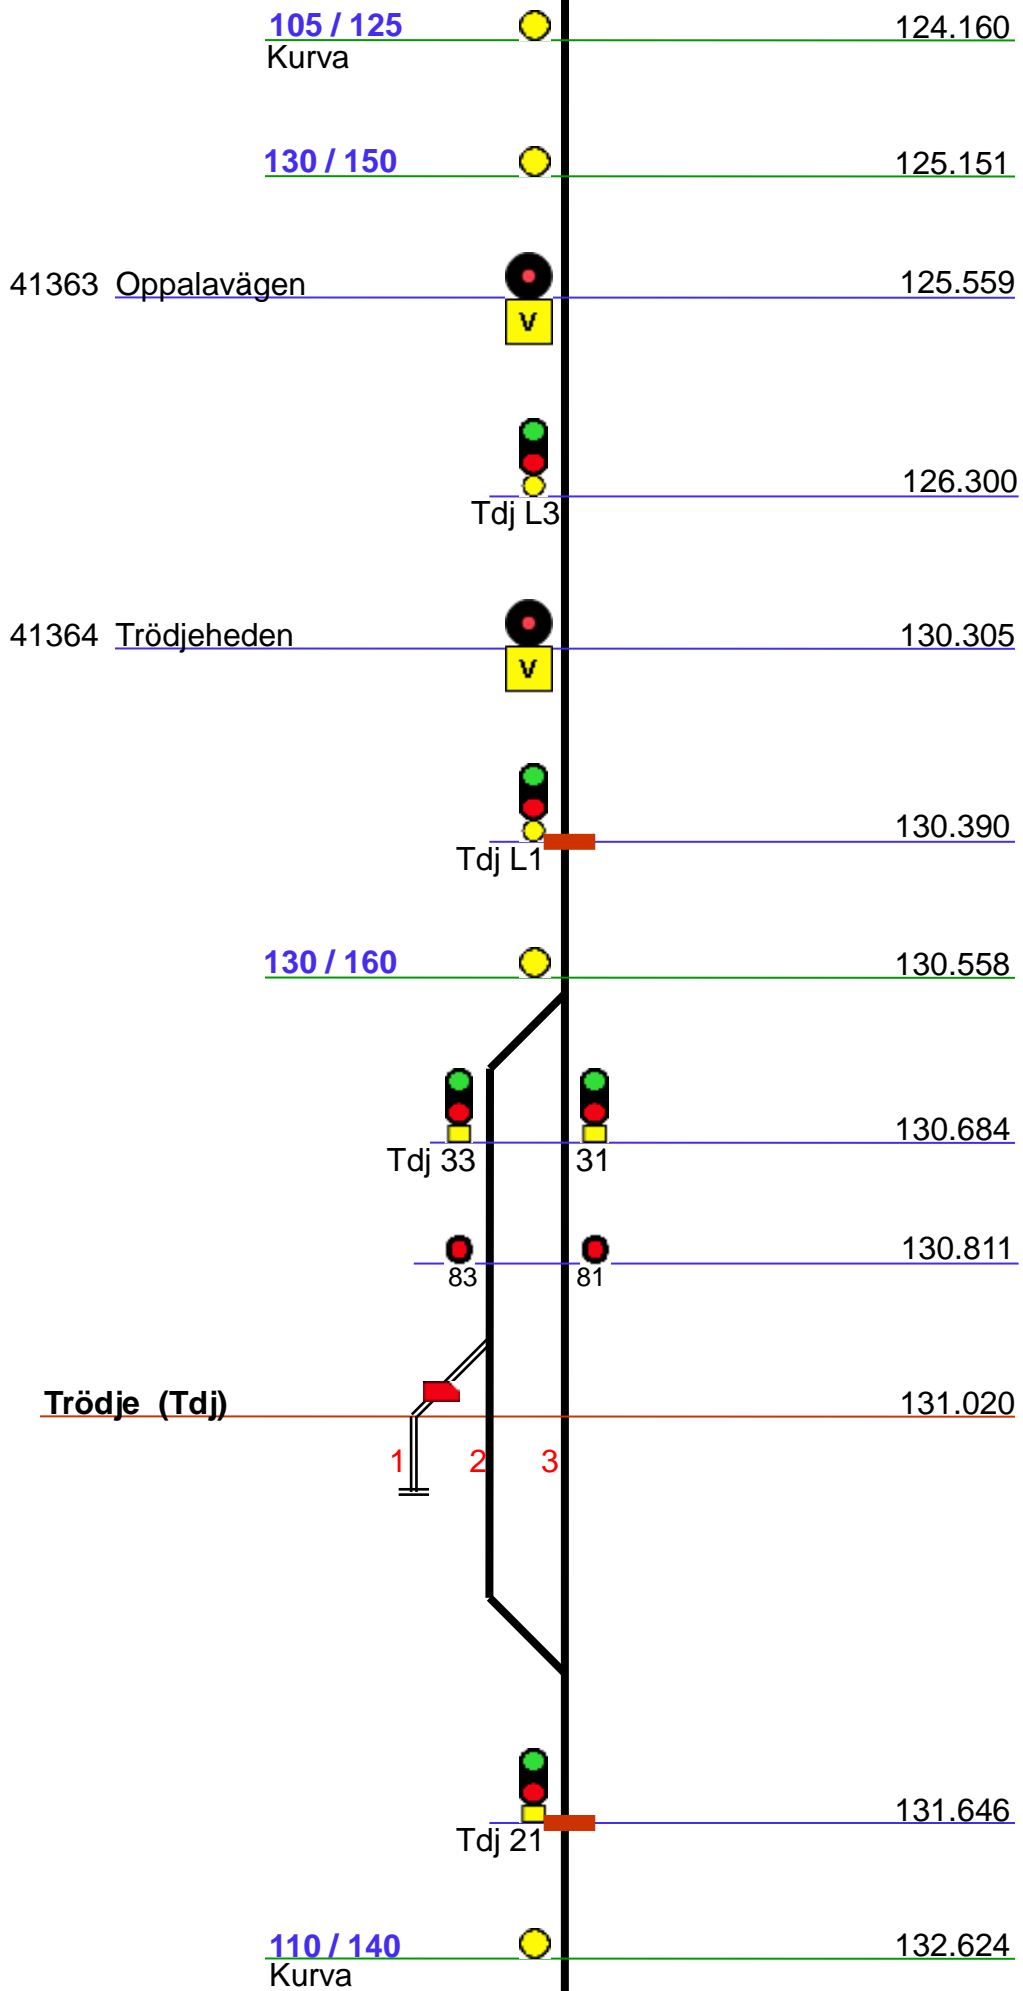 105 / 125 124.160
Kurva
130 / 150 125.151
41363 Oppalavägen 125.559
V
126.300
Tdj L3
41364 Trödjeheden 130.305
V
130.390
Tdj L1
130 / 160 130.558
130.684
Tdj 33 31
130.811
83 81
Trödje (Tdj) 131.020
1 2 3
131.646
Tdj 21
110 / 140 132.624
Kurva